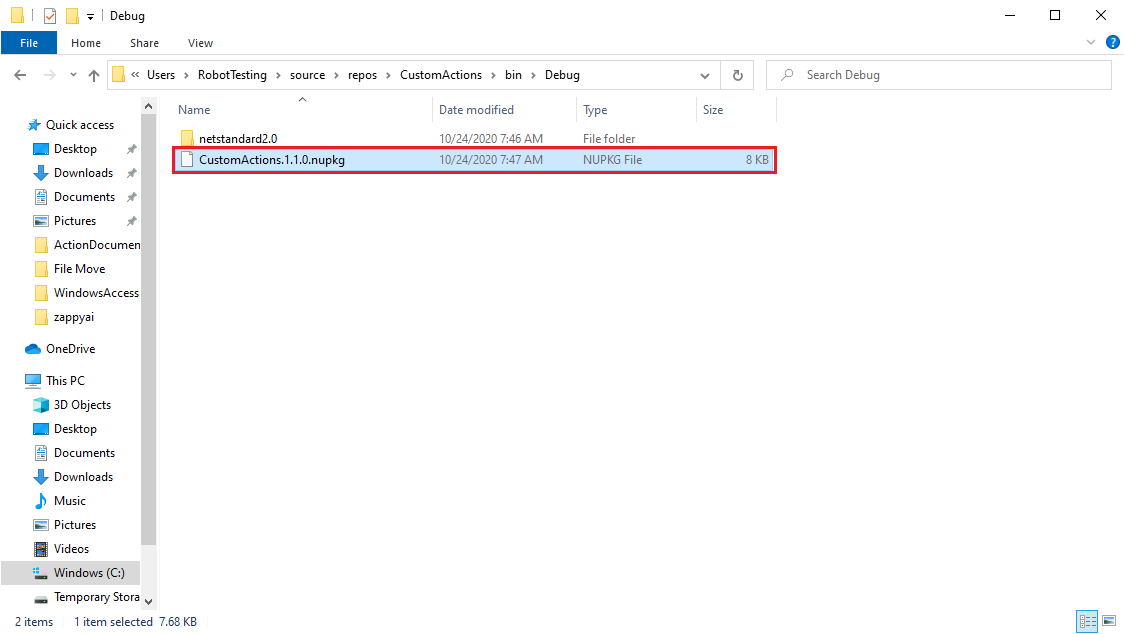 Debug
File Home Share View
?
« Users RobotTesting source repos CustomActions bin Debug Search Debug
Name Date modified Type Size
netstandard2.0 10/24/2020 7:46 AM File folder
CustomActions.1.1.0.nupkg 10/24/2020 7:47 AM NUPKG File 8 KB
Quick access
Desktop
Downloads
Documents
Pictures
ActionDocumen
File Move
WindowsAccess
zappyai
OneDrive
This PC
3D Objects
Desktop
Documents
Downloads
Music
Pictures
Videos
Windows (C:)
Temporary Stora
2 items 1 item selected 7.68 KB